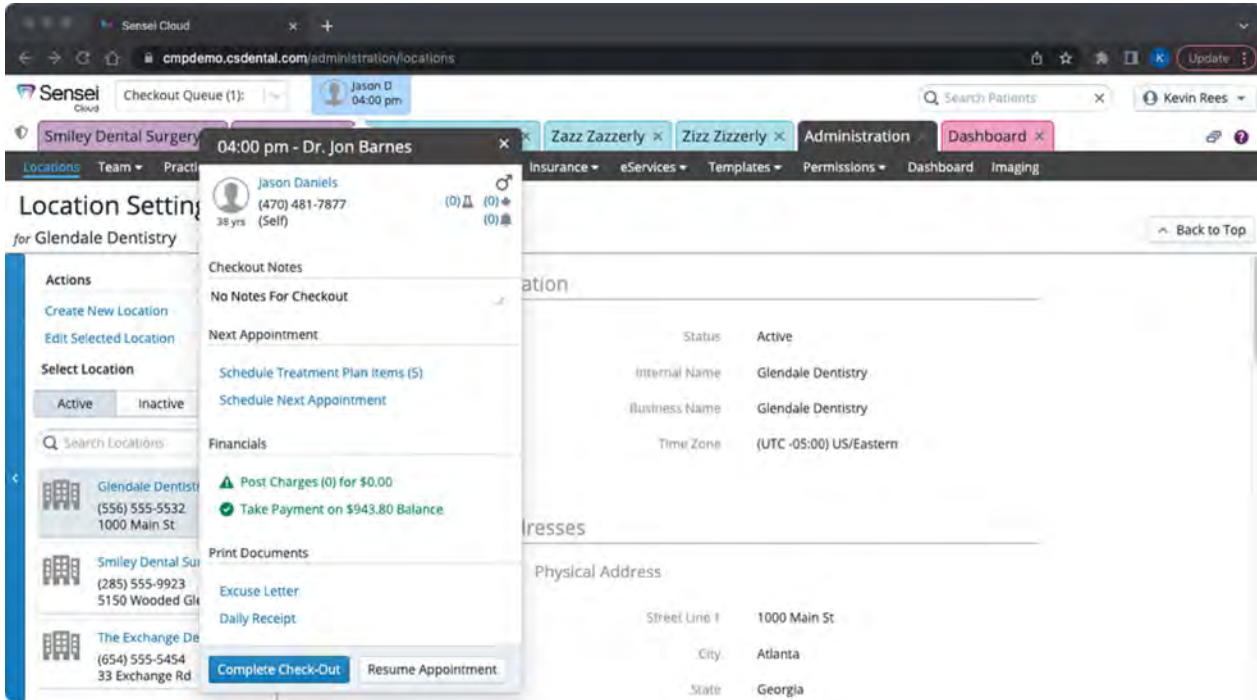 Sensei Cloud
cmpdemo.csdental.com/administration/locations
K
Update
Sensei
Cloud
Checkout Queue (1):
Jason D
04:00 pm
Search Patients
Kevin Rees
Smiley Dental Surgery
Zazz Zazzerly
Zizz Zizzerly
Administration
Dashboard
Locations
Team
Insurance
eServices
Templates
Permissions
Dashboard
Imaging
04:00 pm - Dr. Jon Barnes
Jason Daniels
(470) 481-7877
38 yrs (Self)
(0)
(0)
(0)
for Glendale Dentistry
Back to Top
Actions
Create New Location
Edit Selected Location
Select Location
Active
Inactive
Search Locations
Glendale
(556) 555-5532
1000 Main St
Smiley Dental
(285) 555-9923
5150 Wooded
The Exchange
(654) 555-5454
33 Exchange Rd
Checkout Notes
No Notes For Checkout
Next Appointment
Schedule Treatment Plan Items (5)
Schedule Next Appointment
Financials
Post Charges (0) for $0.00
Take Payment on $943.80 Balance
Print Documents
Excuse Letter
Daily Receipt
Complete Check-Out
Resume Appointment
Status Active
Internal Name Glendale Dentistry
Business Name Glendale Dentistry
Time Zone (UTC -05:00) US/Eastern
Physical Address
Street Line 1 1000 Main St
City Atlanta
State Georgia